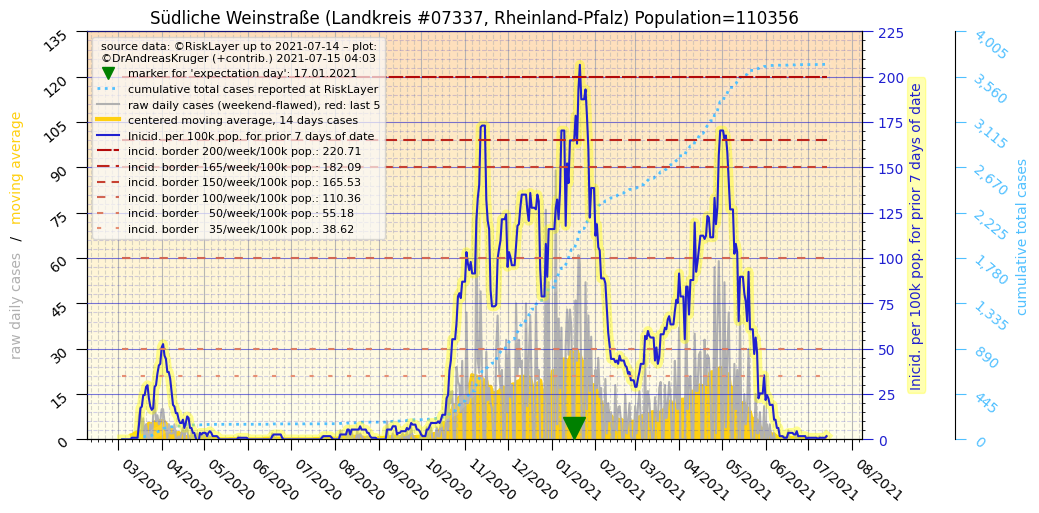 Südliche Weinstraße (Landkreis #07337, Rheinland-Pfalz) Population=110356
source data: ©RiskLayer up to 2021-07-14 – plot:
©DrAndreasKruger (+contrib.) 2021-07-15 04:03
marker for 'expectation day': 17.01.2021
cumulative total cases reported at RiskLayer
raw daily cases (weekend-flawed), red: last 5
centered moving average, 14 days cases
Inicid. per 100k pop. for prior 7 days of date
incid. border 200/week/100k pop.: 220.71
incid. border 165/week/100k pop.: 182.09
incid. border 150/week/100k pop.: 165.53
incid. border 100/week/100k pop.: 110.36
incid. border   50/week/100k pop.: 55.18
incid. border   35/week/100k pop.: 38.62
raw daily cases   /   moving average
135
120
105
90
75
60
45
30
15
0
225
200
175
150
125
100
75
50
25
0
Inicid. per 100k pop. for prior 7 days of date
4,005
3,560
3,115
2,670
2,225
1,780
1,335
890
445
0
cumulative total cases
03/2020
04/2020
05/2020
06/2020
07/2020
08/2020
09/2020
10/2020
11/2020
12/2020
01/2021
02/2021
03/2021
04/2021
05/2021
06/2021
07/2021
08/2021